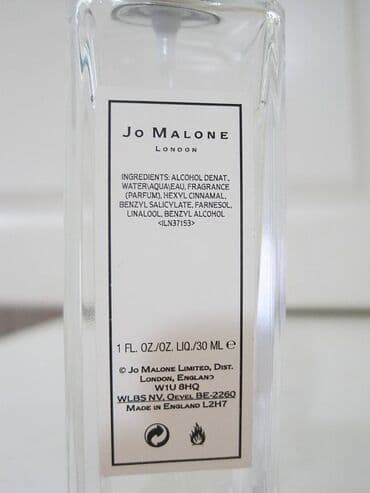 JO MALONE
LONDON
INGREDIENTS: ALCOHOL DENAT.,
WATER\AQUA\EAU, FRAGRANCE
(PARFUM), HEXYL CINNAMAL,
BENZYL SALICYLATE, FARNESOL,
LINALOOL, BENZYL ALCOHOL
<ILN37153>
1 FL. OZ./OZ. LIQ./30 ML ℮
© JO MALONE LIMITED, DIST.
LONDON, ENGLAND
W1U 8HQ
WLBS NV. OEVEL BE-2260
MADE IN ENGLAND L2H7